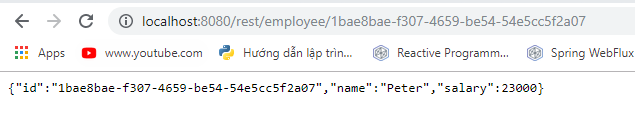 localhost:8080/rest/employee/1bae8bae-f307-4659-be54-54e5cc5f2a07
Apps www.youtube.com Hướng dẫn lập trìn... Reactive Programm... Spring WebFlux
{"id":"1bae8bae-f307-4659-be54-54e5cc5f2a07","name":"Peter","salary":23000}